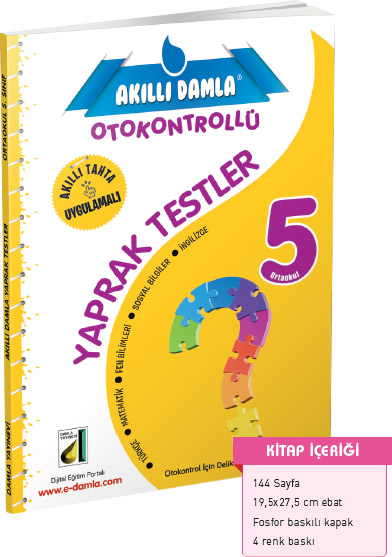 AKILLI DAMLA®
OTOKONTROLLÜ
AKILLI TAHTA
UYGULAMALI
YAPRAK TESTLER
5
Ortaokul
TÜRKÇE • MATEMATİK • FEN BİLİMLERİ • SOSYAL BİLGİLER • İNGİLİZCE
DAMLA YAYINEVİ
Dijital Eğitim Portalı
www.e-damla.com
Otokontrol İçin Delik
ORTAOKUL 5. SINIF
AKILLI DAMLA YAPRAK TESTLER
DAMLA YAYINEVİ
KİTAP İÇERİĞİ
144 Sayfa
19,5x27,5 cm ebat
Fosfor baskılı kapak
4 renk baskı